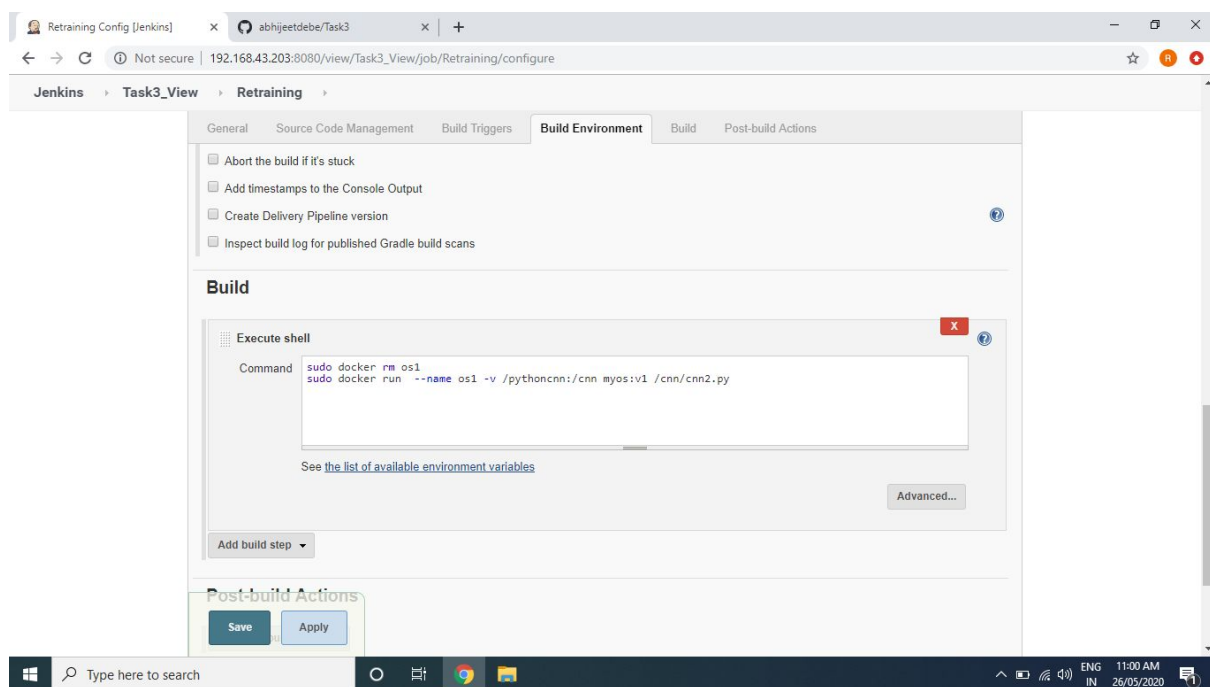 Retraining Config [Jenkins]
abhijeetdebe/Task3
Not secure | 192.168.43.203:8080/view/Task3_View/job/Retraining/configure
R
Jenkins Task3_View Retraining
General Source Code Management Build Triggers Build Environment Build Post-build Actions
Abort the build if it's stuck
Add timestamps to the Console Output
Create Delivery Pipeline version
Inspect build log for published Gradle build scans
Build
X
Execute shell
Command
sudo docker rm os1
sudo docker run --name os1 -v /pythoncnn:/cnn myos:v1 /cnn/cnn2.py
See the list of available environment variables
Advanced...
Add build step
Post-build Actions
Save Apply
Type here to search
ENG 11:00 AM
IN 26/05/2020